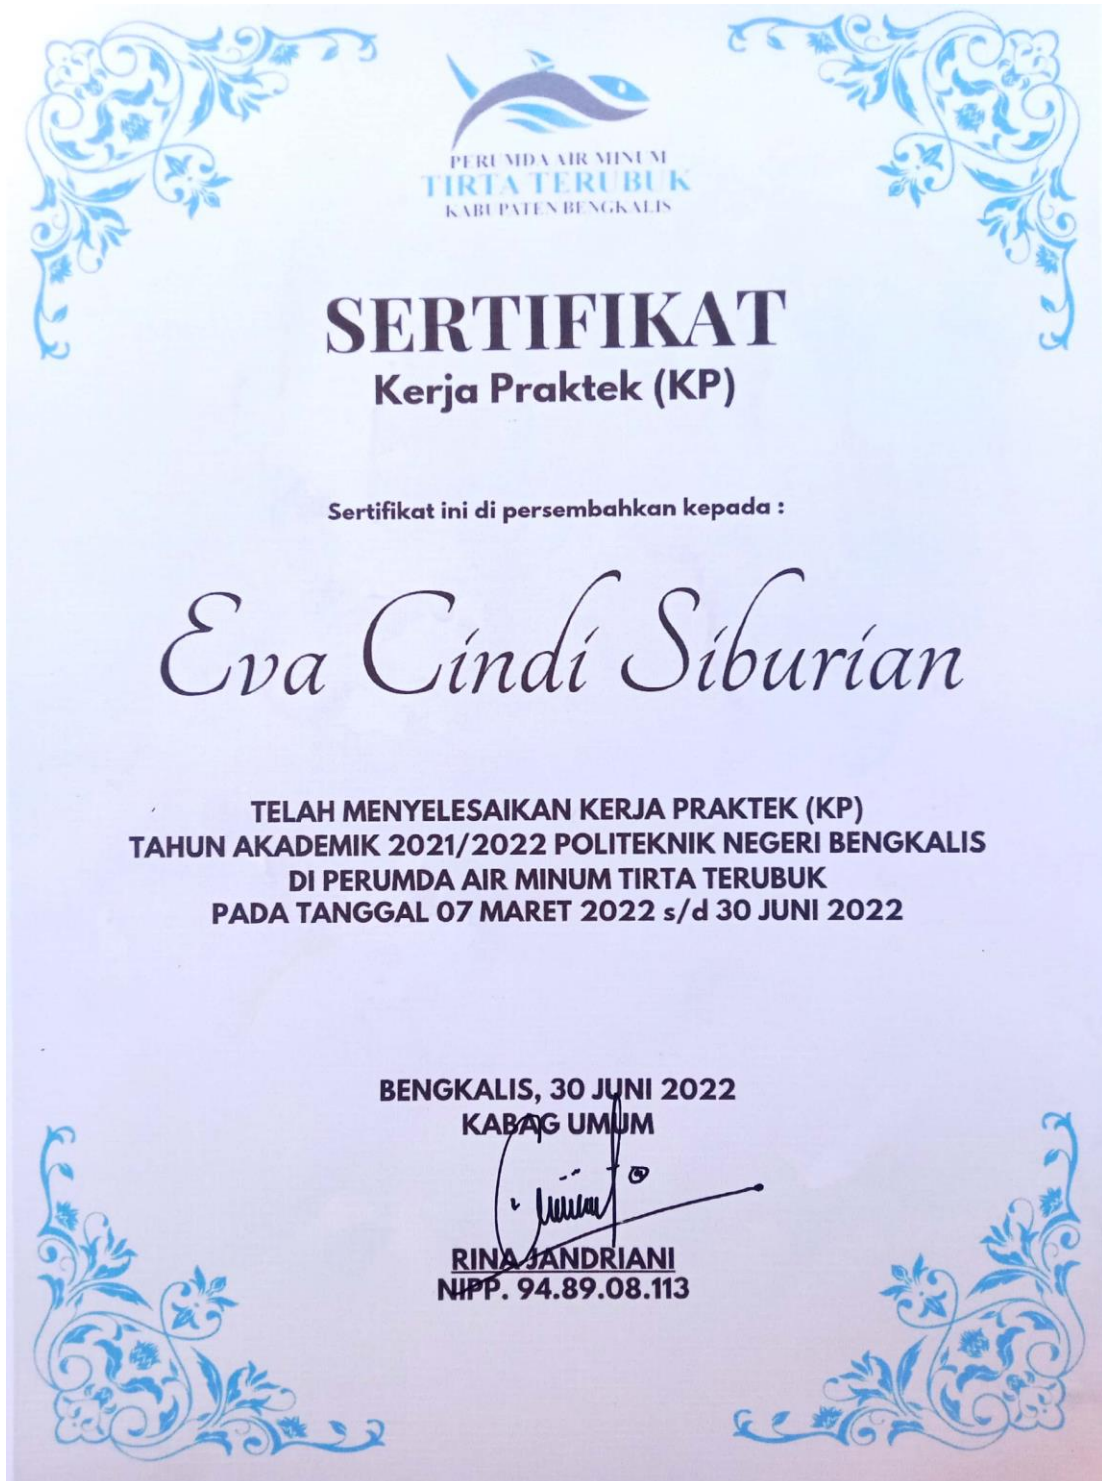 PERUMDA AIR MINUM
TIRTA TERUBUK
KABUPATEN BENGKALIS
SERTIFIKAT
Kerja Praktek (KP)
Sertifikat ini di persembahkan kepada :
Eva Cindi Siburian
TELAH MENYELESAIKAN KERJA PRAKTEK (KP)
TAHUN AKADEMIK 2021/2022 POLITEKNIK NEGERI BENGKALIS
DI PERUMDA AIR MINUM TIRTA TERUBUK
PADA TANGGAL 07 MARET 2022 s/d 30 JUNI 2022
BENGKALIS, 30 JUNI 2022
KABAG UMUM
RINA JANDRIANI
NIPP. 94.89.08.113